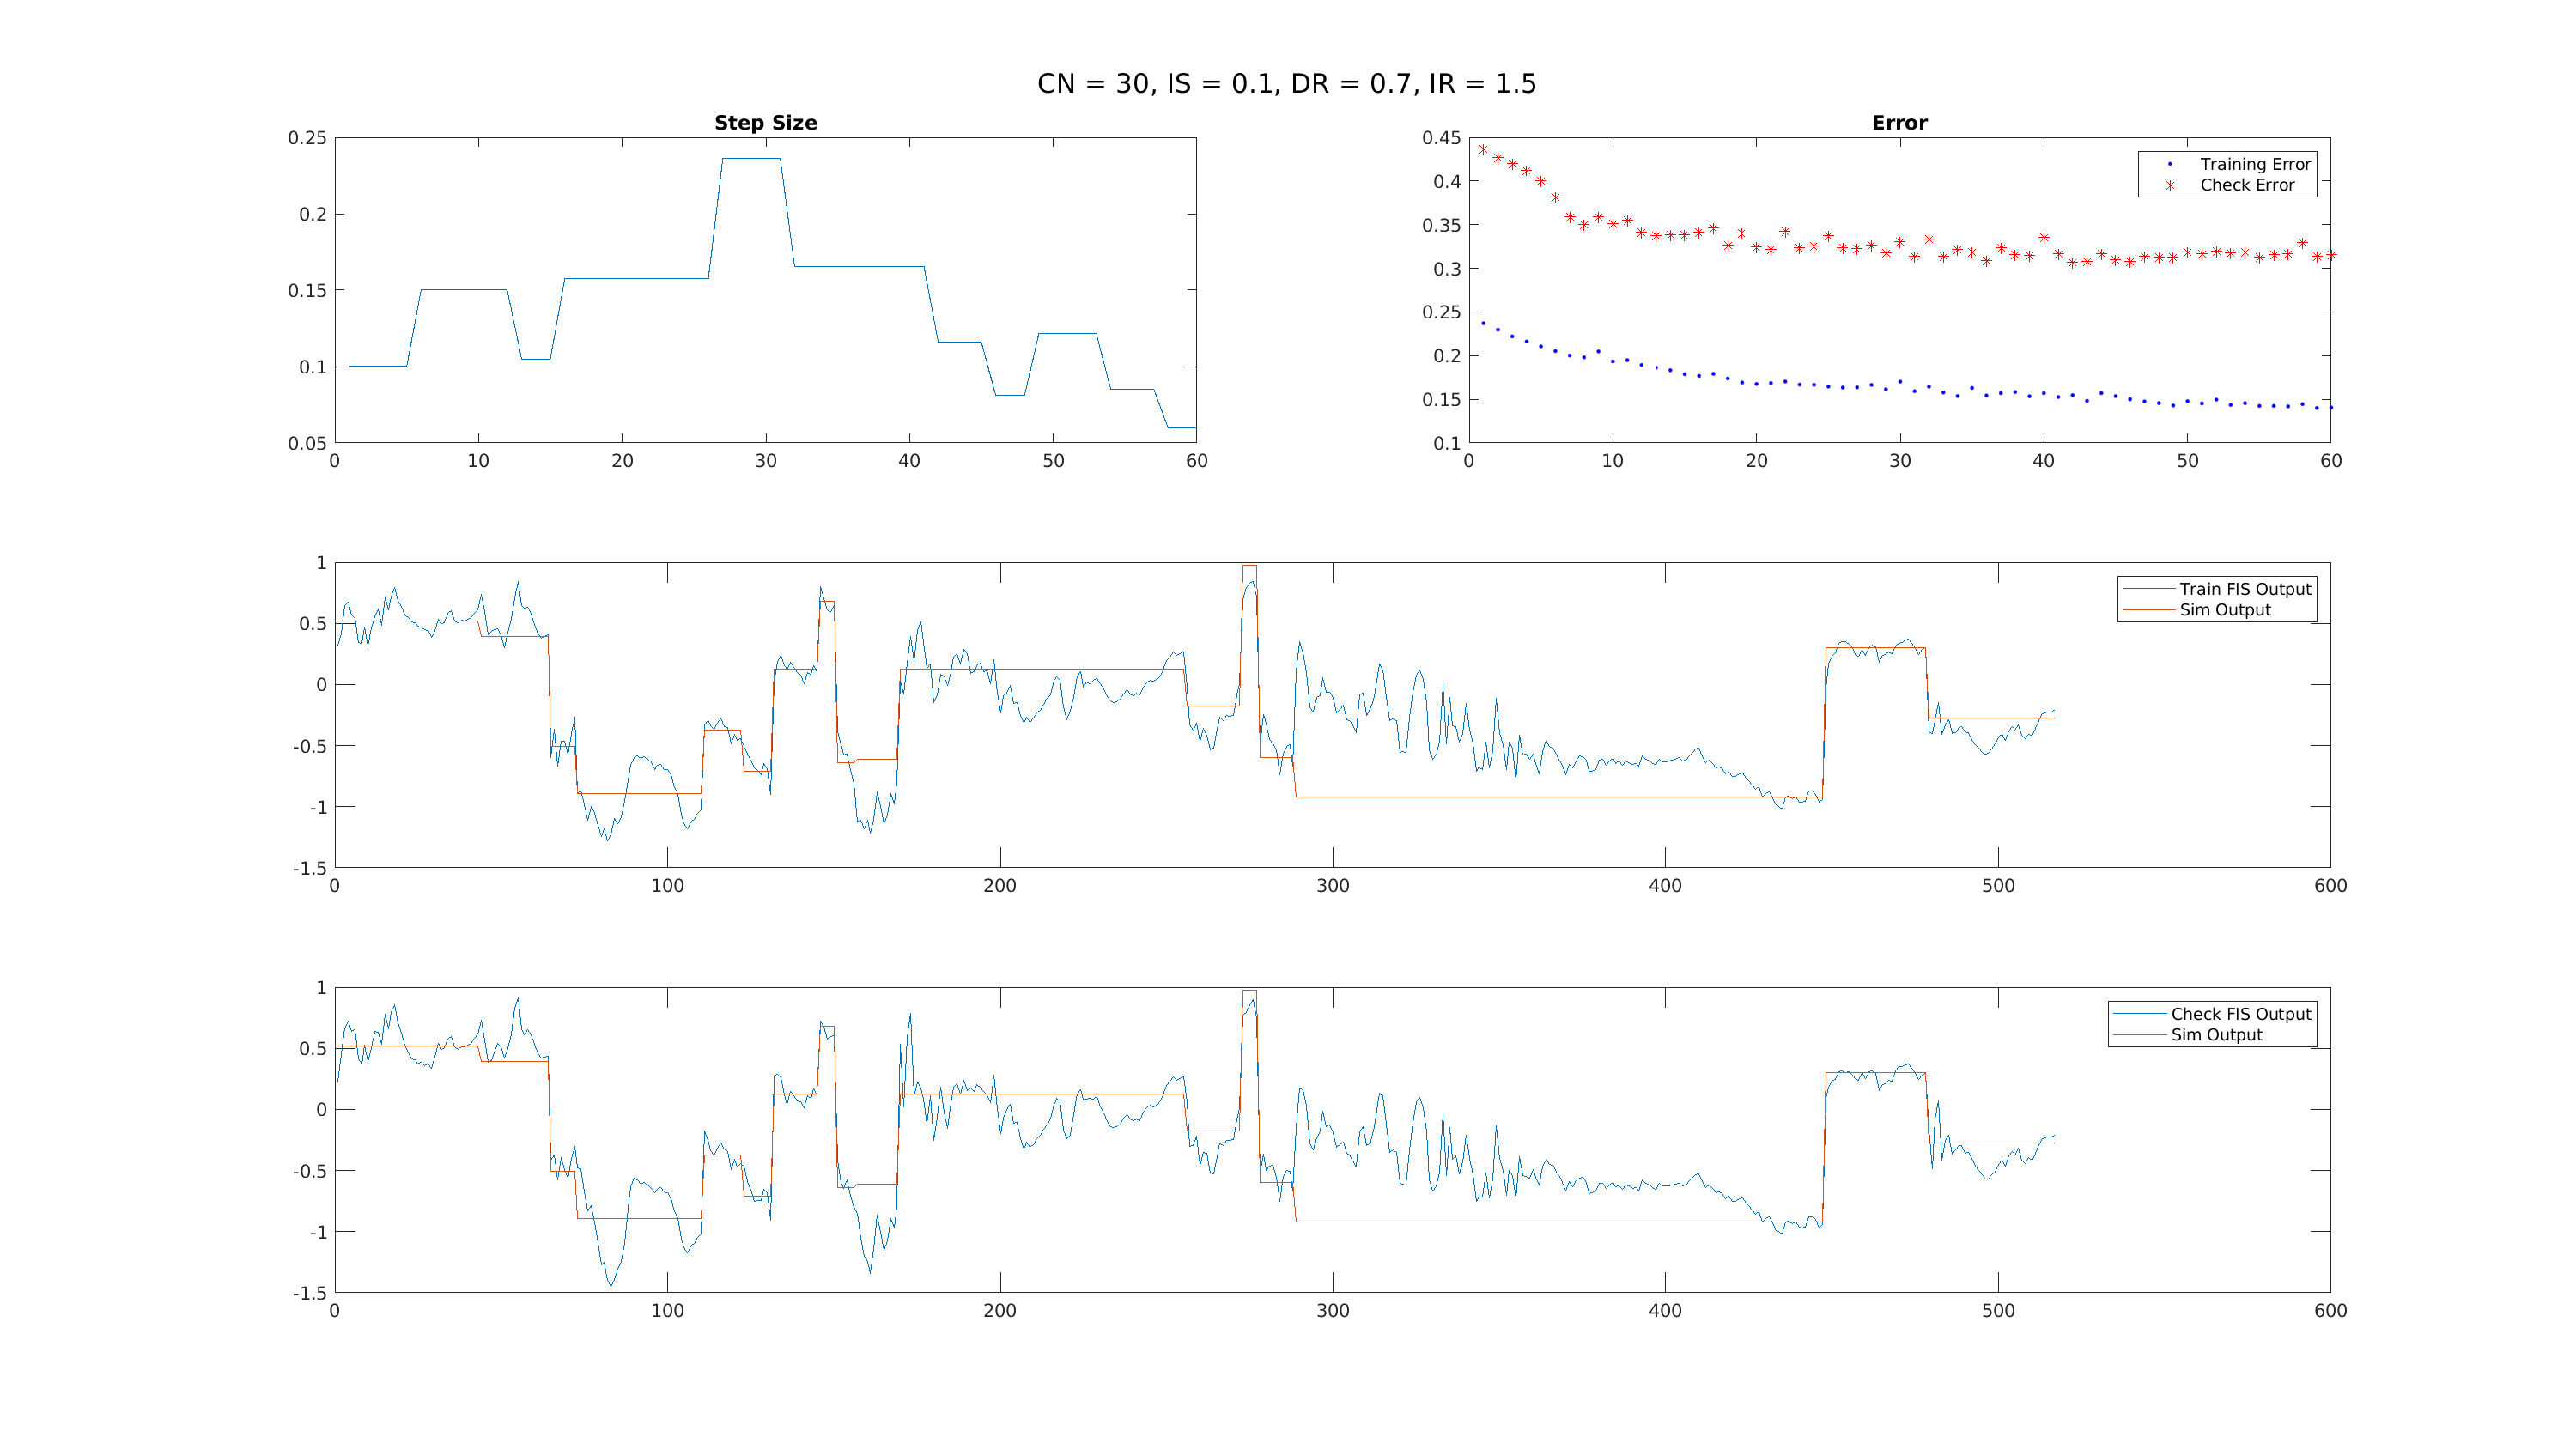 CN = 30, IS = 0.1, DR = 0.7, IR = 1.5
Step Size
0.25
0.2
0.15
0.1
0.05
0 10 20 30 40 50 60
Error
0.45
0.4
0.35
0.3
0.25
0.2
0.15
0.1
0 10 20 30 40 50 60
Training Error
Check Error
1
0.5
0
-0.5
-1
-1.5
0 100 200 300 400 500 600
Train FIS Output
Sim Output
1
0.5
0
-0.5
-1
-1.5
0 100 200 300 400 500 600
Check FIS Output
Sim Output